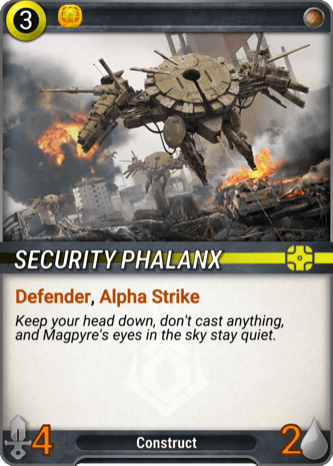 3
SECURITY PHALANX
Defender, Alpha Strike
Keep your head down, don't cast anything,
and Magpyre's eyes in the sky stay quiet.
4 Construct 2